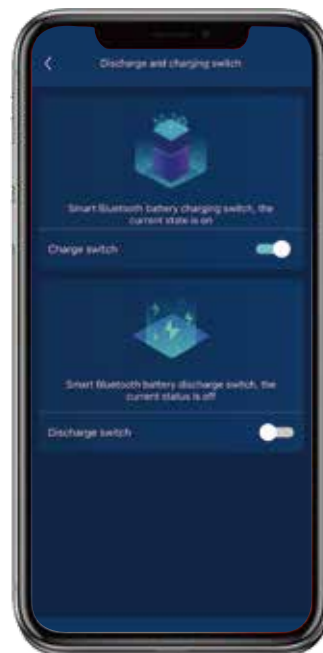 Discharge and charging switch
Smart Bluetooth battery charging switch, the
current state is on
Charge switch
Smart Bluetooth battery discharge switch, the
current status is off
Discharge switch